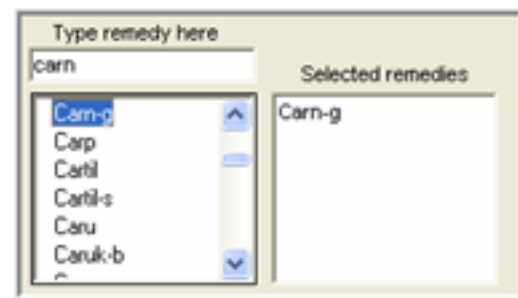 Type remedy here
carn
Carn-g
Carp
Cartil
Cartil-s
Caru
Caruk-b
Selected remedies
Carn-g